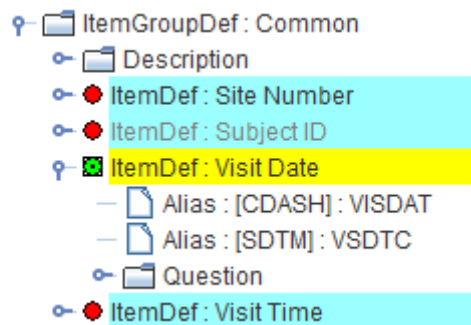 ItemGroupDef : Common
Description
ItemDef : Site Number
ItemDef : Subject ID
ItemDef : Visit Date
Alias : [CDASH] : VISDAT
Alias : [SDTM] : VSDTC
Question
ItemDef : Visit Time